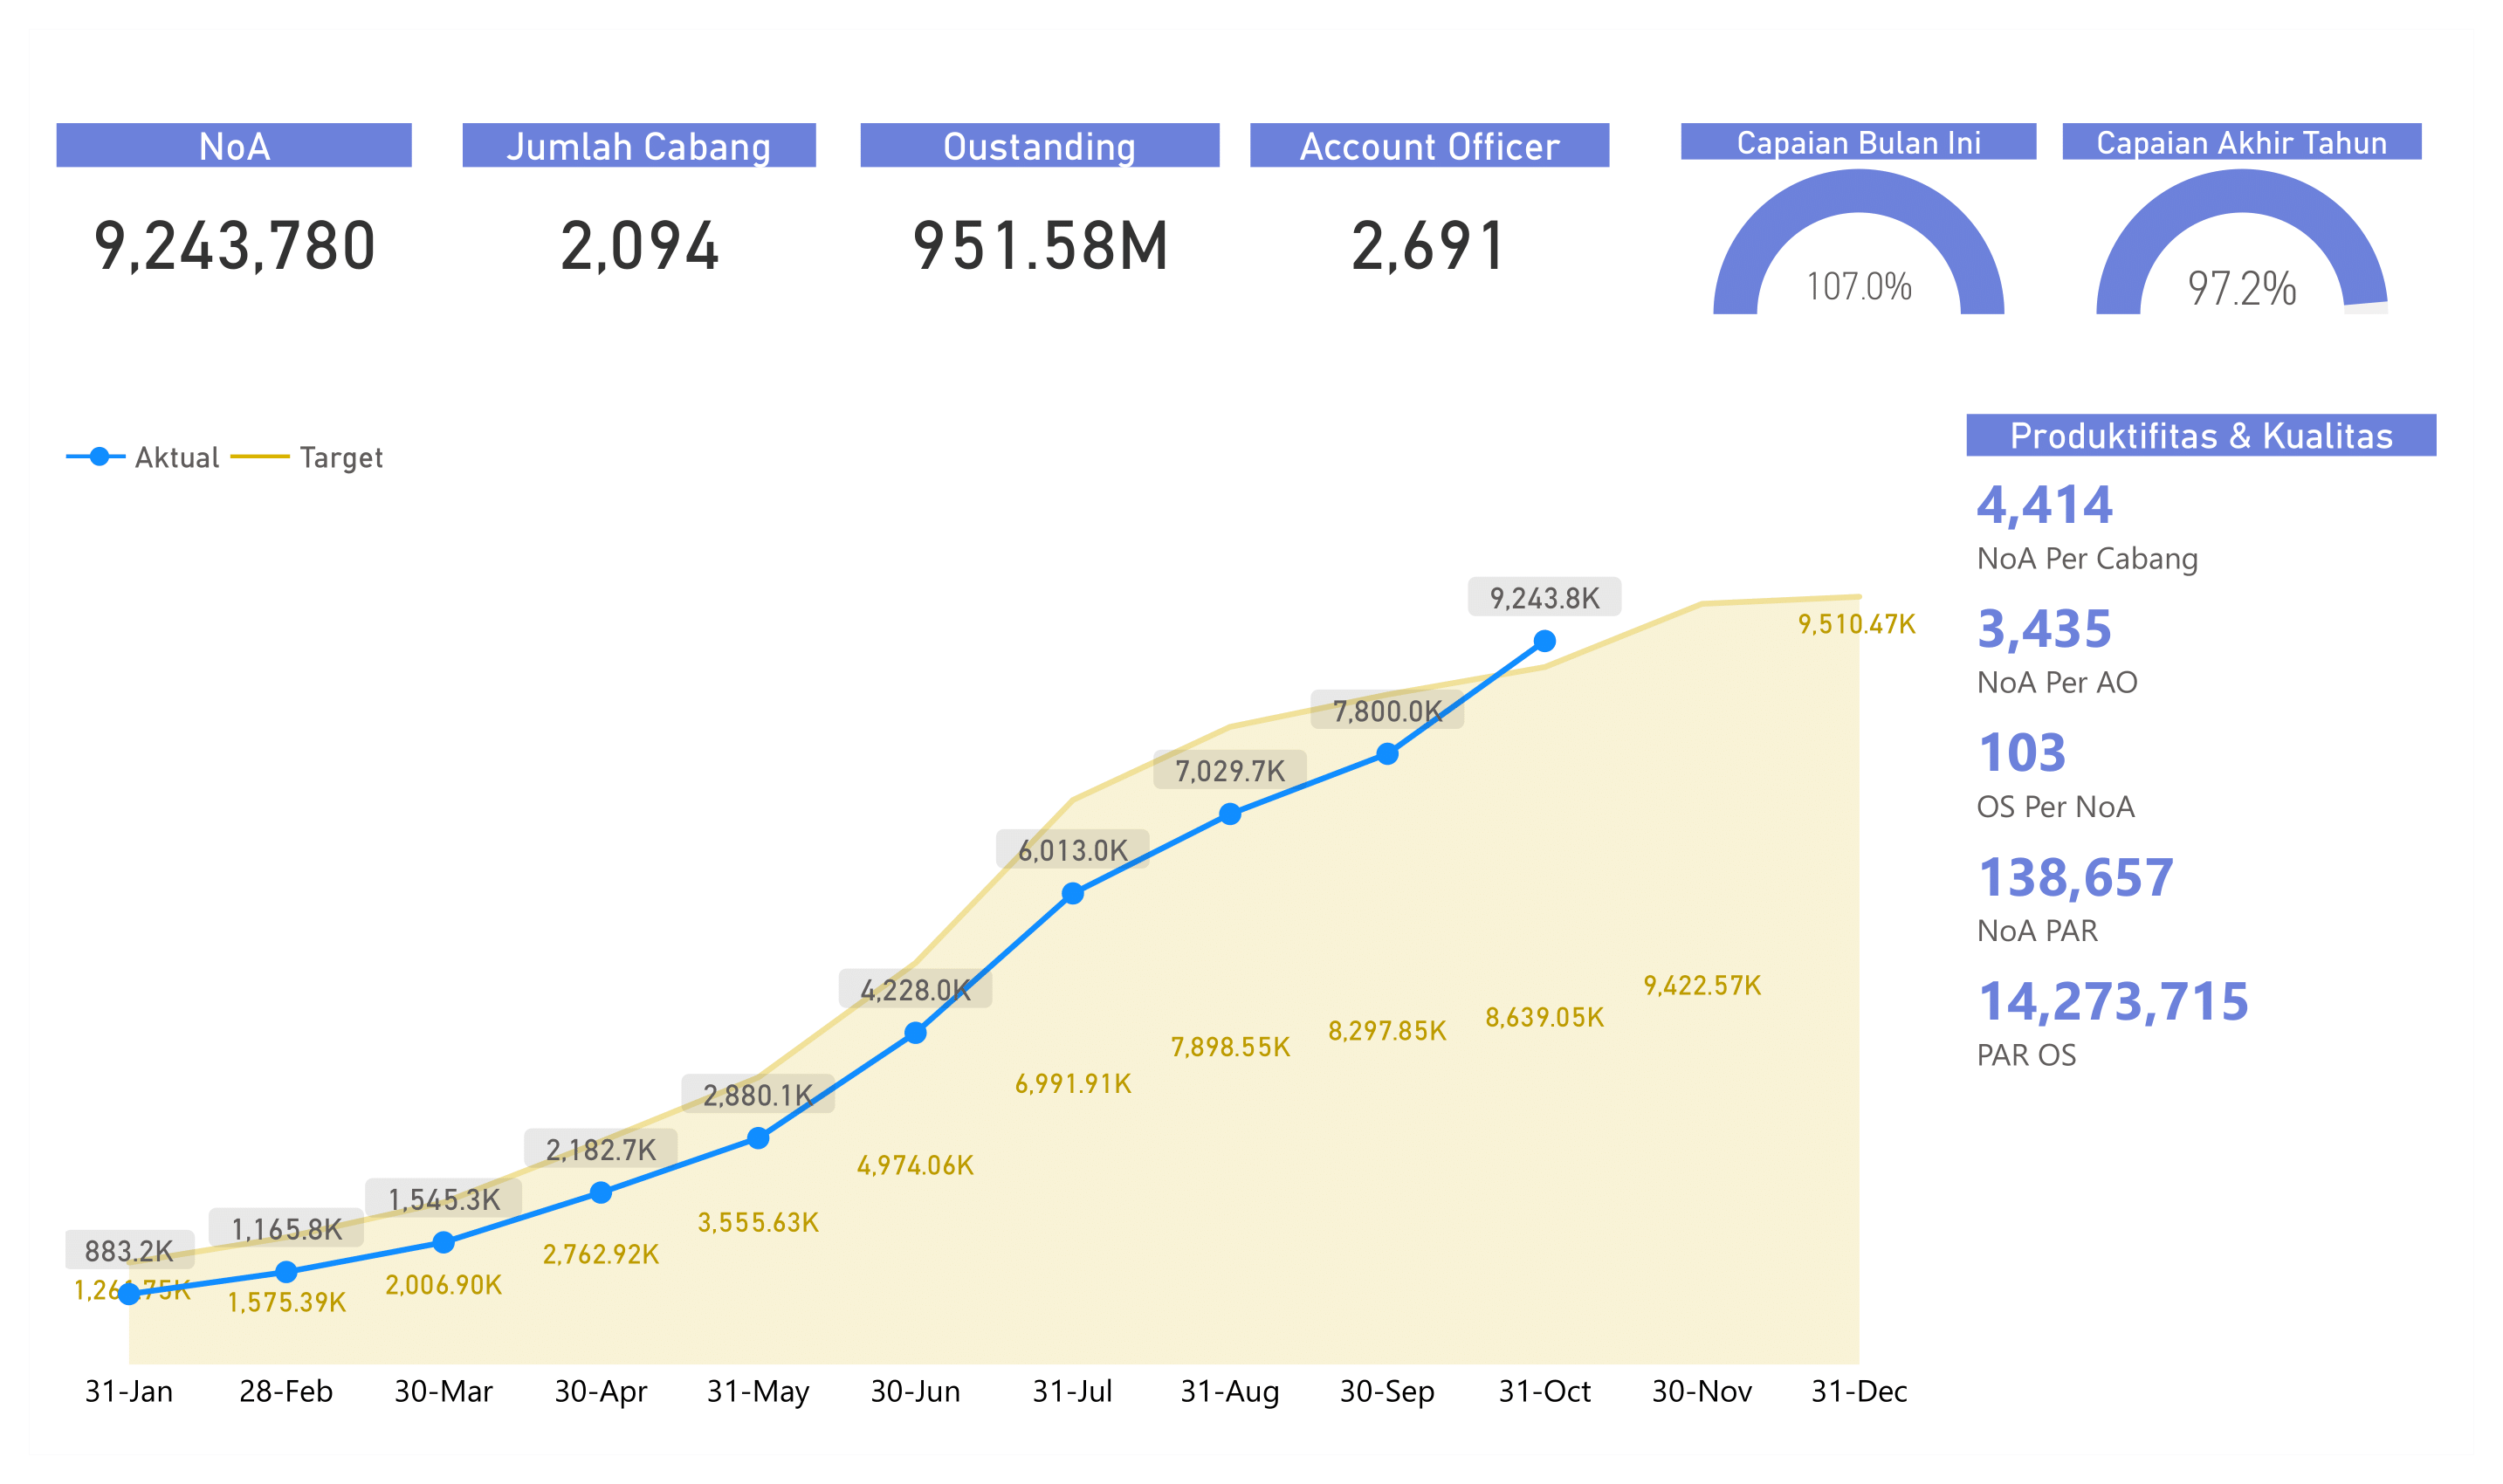 NoA
9,243,780
Jumlah Cabang
2,094
Oustanding
951.58M
Account Officer
2,691
Capaian Bulan Ini
107.0%
Capaian Akhir Tahun
97.2%
Aktual
Target
883.2K
1,165.8K
1,545.3K
2,182.7K
2,880.1K
4,228.0K
6,013.0K
7,029.7K
7,800.0K
9,243.8K
1,575.39K
2,006.90K
2,762.92K
3,555.63K
4,974.06K
6,991.91K
7,898.55K
8,297.85K
8,639.05K
9,422.57K
9,510.47K
31-Jan
28-Feb
30-Mar
30-Apr
31-May
30-Jun
31-Jul
31-Aug
30-Sep
31-Oct
30-Nov
31-Dec
Produktifitas & Kualitas
4,414
NoA Per Cabang
3,435
NoA Per AO
103
OS Per NoA
138,657
NoA PAR
14,273,715
PAR OS